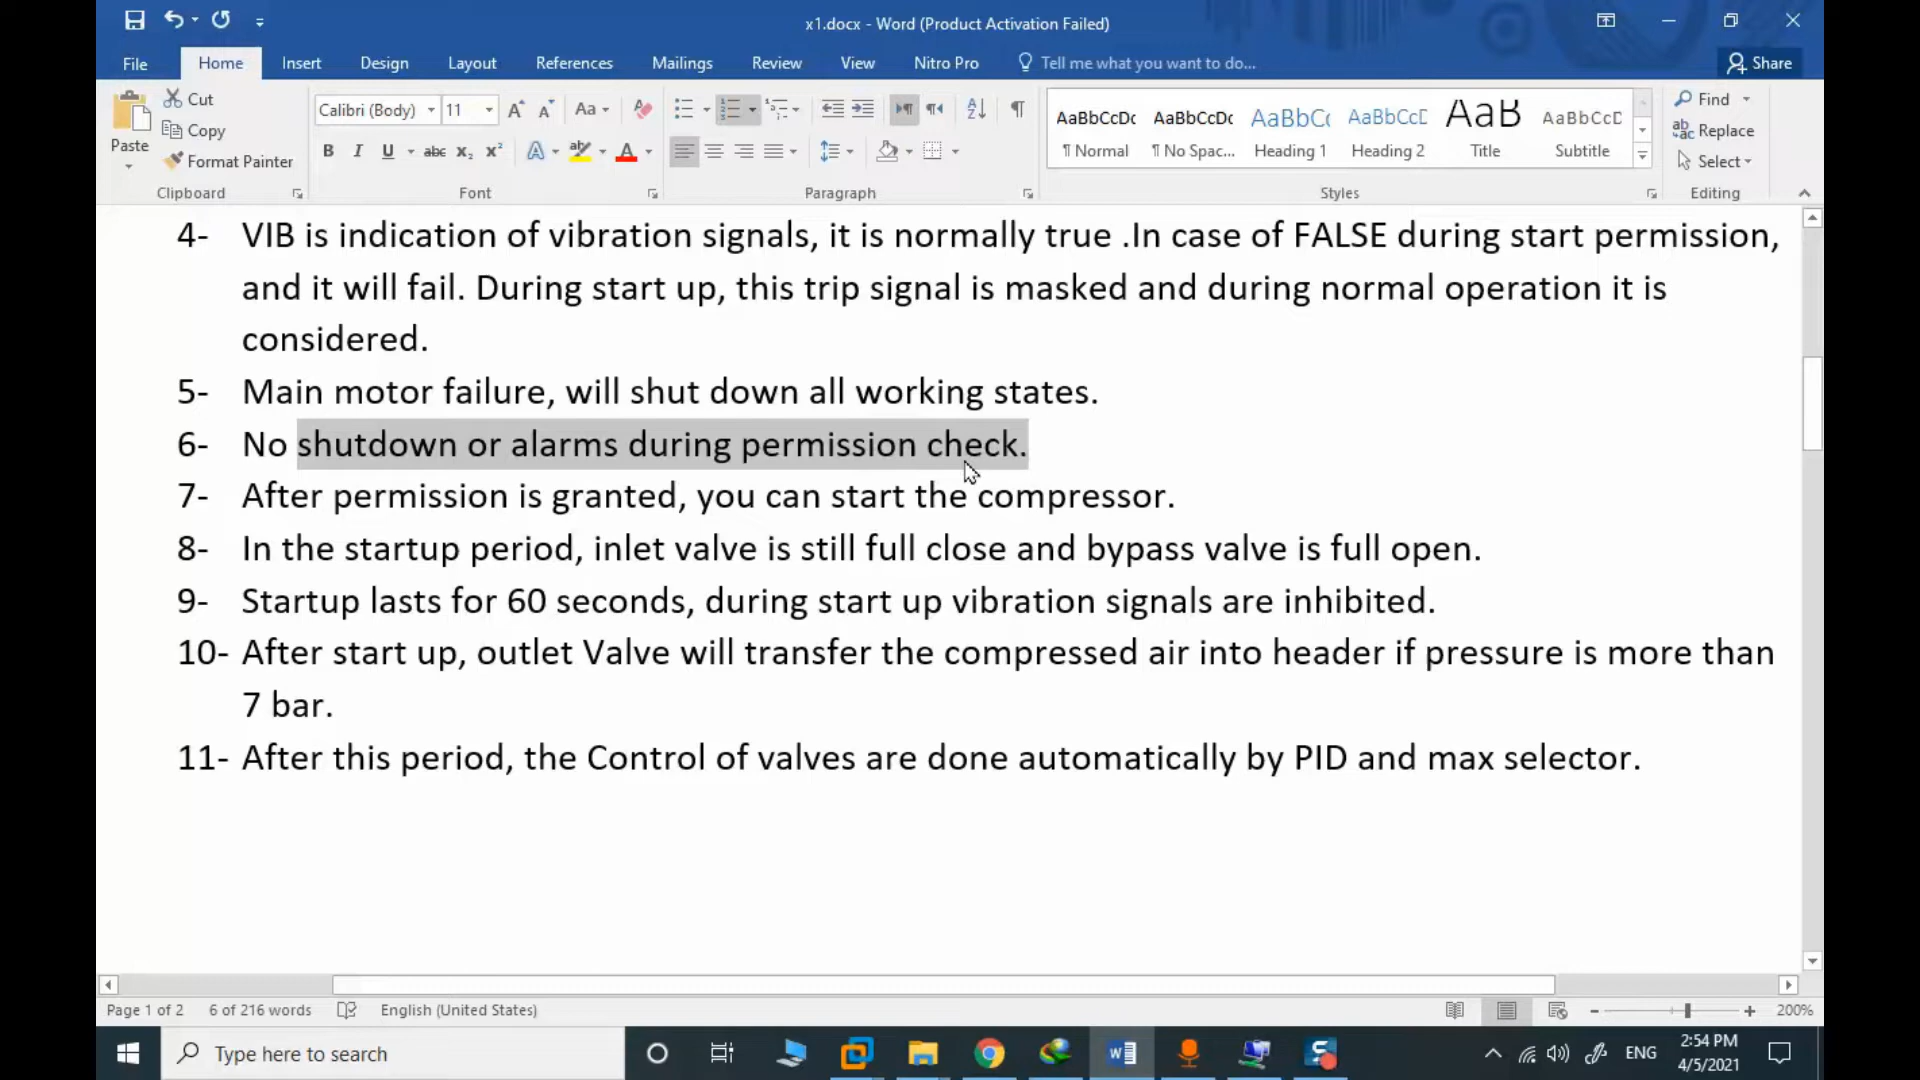 x1.docx - Word (Product Activation Failed)
File Home Insert Design Layout References Mailings Review View Nitro Pro Tell me what you want to do... Share
Paste Cut Copy Format Painter
Calibri (Body) 11
AaBbCcDc AaBbCcDc AaBbC AaBbCcC AaB AaBbCcC
¶ Normal ¶ No Spac... Heading 1 Heading 2 Title Subtitle
Find Replace Select
Clipboard Font Paragraph Styles Editing
4- VIB is indication of vibration signals, it is normally true .In case of FALSE during start permission,
and it will fail. During start up, this trip signal is masked and during normal operation it is
considered.
5- Main motor failure, will shut down all working states.
6- No shutdown or alarms during permission check.
7- After permission is granted, you can start the compressor.
8- In the startup period, inlet valve is still full close and bypass valve is full open.
9- Startup lasts for 60 seconds, during start up vibration signals are inhibited.
10- After start up, outlet Valve will transfer the compressed air into header if pressure is more than
7 bar.
11- After this period, the Control of valves are done automatically by PID and max selector.
Page 1 of 2 6 of 216 words English (United States) 200%
Type here to search ENG 2:54 PM
4/5/2021